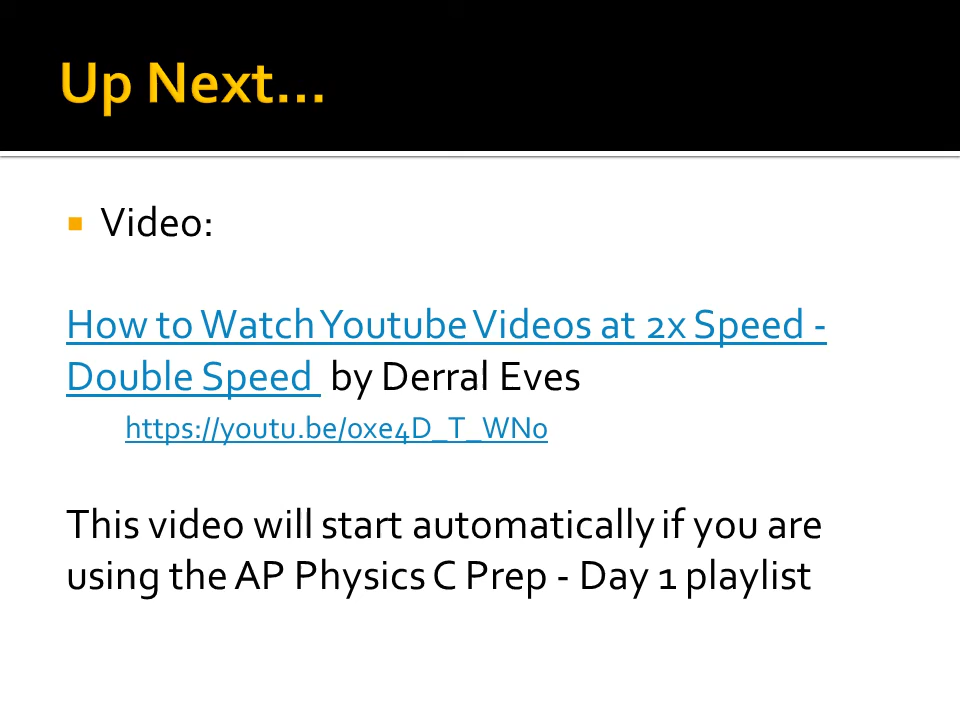 Up Next...
Video:
How to Watch Youtube Videos at 2x Speed -
Double Speed by Derral Eves
https://youtu.be/0xe4D_T_WN0
This video will start automatically if you are
using the AP Physics C Prep - Day 1 playlist